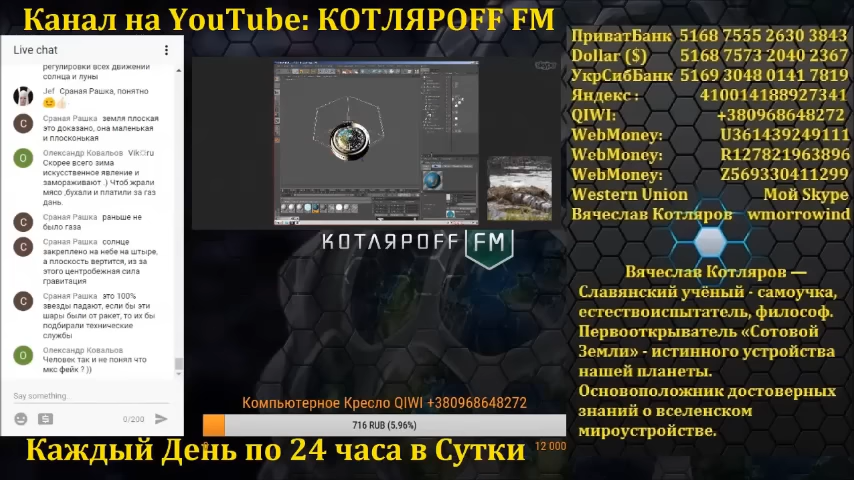 Канал на YouTube: КОТЛЯРОFF FM
Live chat
регулировки всех движении
солнца и луны
Jef Сраная Рашка, понятно
Сраная Рашка земля плоская
это доказано, она маленькая
и плосконькая
Олександр Ковальов
Скорее всего зима
искусственное явление и
замораживают .) Чтоб жрали
мясо ,бухали и платили за газ
дань.
Сраная Рашка раньше не
было газа
Сраная Рашка солнце
закреплено на небе на штыре,
а плоскость вертится, из за
этого центробежная сила
гравитация
Сраная Рашка это 100%
звезды падают, если бы эти
шары были от ракет, то их бы
подбирали технические
службы
Олександр Ковальов
Человек так и не понял что
мкс фейк ? ))
Say something...
0/200
КОТЛЯРОFF FM
Компьютерное Кресло QIWI +380968648272
716 RUB (5.96%)
0
12 000
Каждый День по 24 часа в Сутки
ПриватБанк 5168 7555 2630 3843
Dollar ($) 5168 7573 2040 2367
УкрСибБанк 5169 3048 0141 7819
Яндекс : 410014188927341
QIWI: +380968648272
WebMoney: U361439249111
WebMoney: R127821963896
WebMoney: Z569330411299
Western Union Мой Skype
Вячеслав Котляров wmorrowind
Вячеслав Котляров —
Славянский учёный - самоучка,
естествоиспытатель, философ.
Первооткрыватель «Сотовой
Земли» - истинного устройства
нашей планеты.
Основоположник достоверных
знаний о вселенском
мироустройстве.